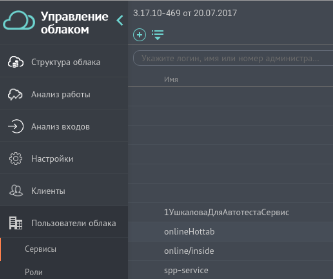 Управление
облаком
3.17.10-469 от 20.07.2017
Структура облака
Укажите логин, имя или номер администра...
Анализ работы
Имя
Анализ входов
Настройки
Клиенты
1УшкаловаДляАвтотестаСервис
Пользователи облака
onlineHottab
Сервисы
online/inside
Роли
spp-service